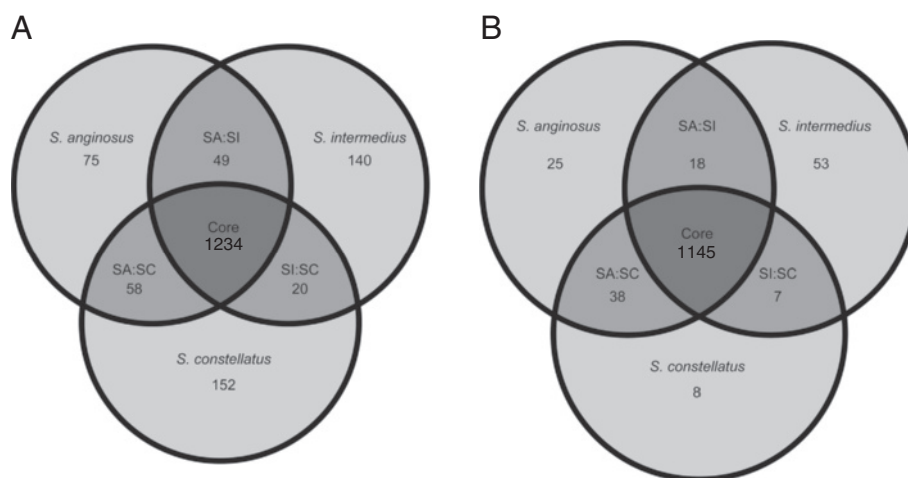 A
S. anginosus
75
SA:SI
49
S. intermedius
140
Core
1234
SA:SC
58
SI:SC
20
S. constellatus
152
B
S. anginosus
25
SA:SI
18
S. intermedius
53
Core
1145
SA:SC
38
SI:SC
7
S. constellatus
8